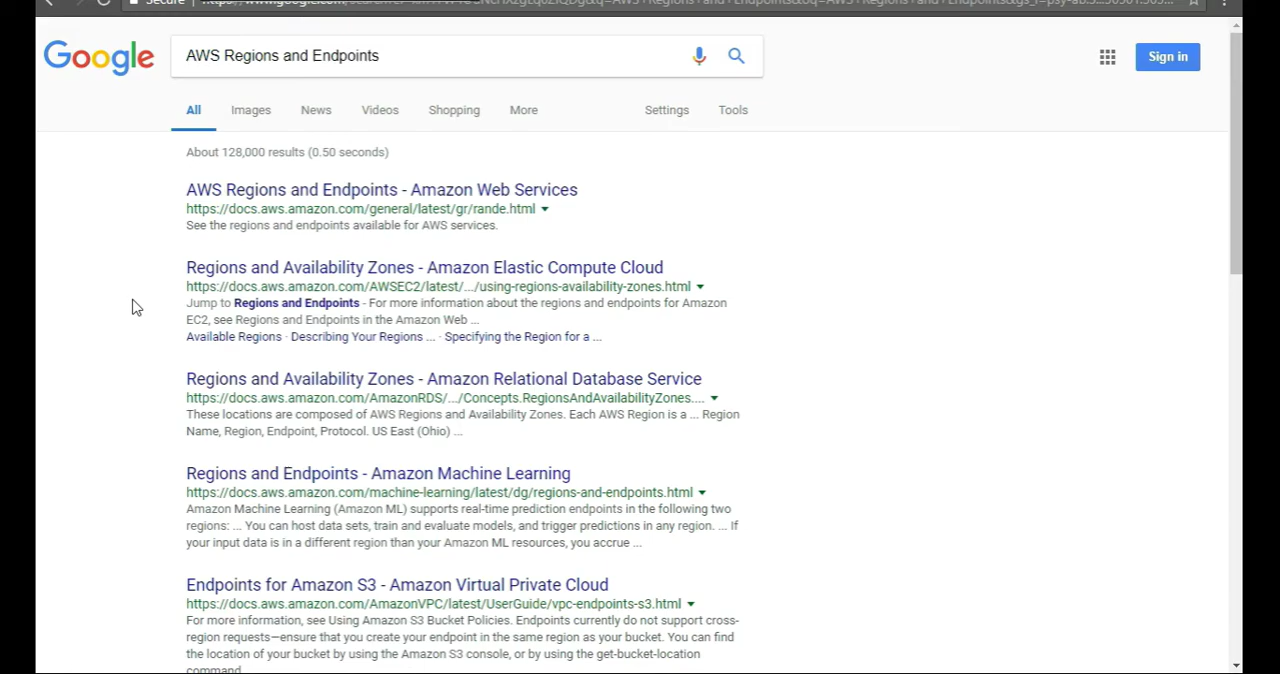 Secure
Google
AWS Regions and Endpoints
Sign in
All Images News Videos Shopping More Settings Tools
About 128,000 results (0.50 seconds)
AWS Regions and Endpoints - Amazon Web Services
https://docs.aws.amazon.com/general/latest/gr/rande.html
See the regions and endpoints available for AWS services.
Regions and Availability Zones - Amazon Elastic Compute Cloud
https://docs.aws.amazon.com/AWSEC2/latest/.../using-regions-availability-zones.html
Jump to Regions and Endpoints - For more information about the regions and endpoints for Amazon
EC2, see Regions and Endpoints in the Amazon Web ...
Available Regions · Describing Your Regions ... · Specifying the Region for a ...
Regions and Availability Zones - Amazon Relational Database Service
https://docs.aws.amazon.com/AmazonRDS/.../Concepts.RegionsAndAvailabilityZones....
These locations are composed of AWS Regions and Availability Zones. Each AWS Region is a ... Region
Name, Region, Endpoint, Protocol. US East (Ohio) ...
Regions and Endpoints - Amazon Machine Learning
https://docs.aws.amazon.com/machine-learning/latest/dg/regions-and-endpoints.html
Amazon Machine Learning (Amazon ML) supports real-time prediction endpoints in the following two
regions: ... You can host data sets, train and evaluate models, and trigger predictions in any region. ... If
your input data is in a different region than your Amazon ML resources, you accrue ...
Endpoints for Amazon S3 - Amazon Virtual Private Cloud
https://docs.aws.amazon.com/AmazonVPC/latest/UserGuide/vpc-endpoints-s3.html
For more information, see Using Amazon S3 Bucket Policies. Endpoints currently do not support cross-
region requests—ensure that you create your endpoint in the same region as your bucket. You can find
the location of your bucket by using the Amazon S3 console, or by using the get-bucket-location
command